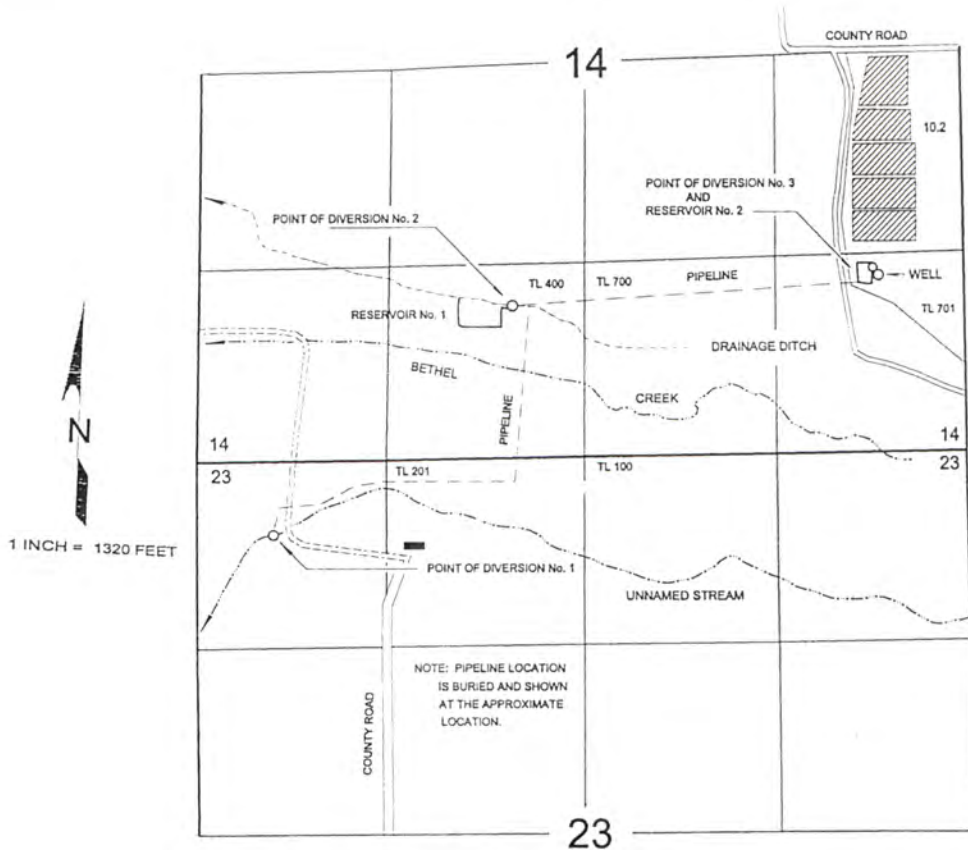 COUNTY ROAD
14
10.2
POINT OF DIVERSION No. 3
AND
RESERVOIR No. 2
POINT OF DIVERSION No. 2
WELL
TL 400
TL 700
PIPELINE
TL 701
RESERVOIR No. 1
DRAINAGE DITCH
BETHEL
CREEK
PIPELINE
N
14
14
23
TL 201
TL 100
23
1 INCH = 1320 FEET
POINT OF DIVERSION No. 1
UNNAMED STREAM
NOTE: PIPELINE LOCATION
IS BURIED AND SHOWN
AT THE APPROXIMATE
LOCATION.
COUNTY ROAD
23